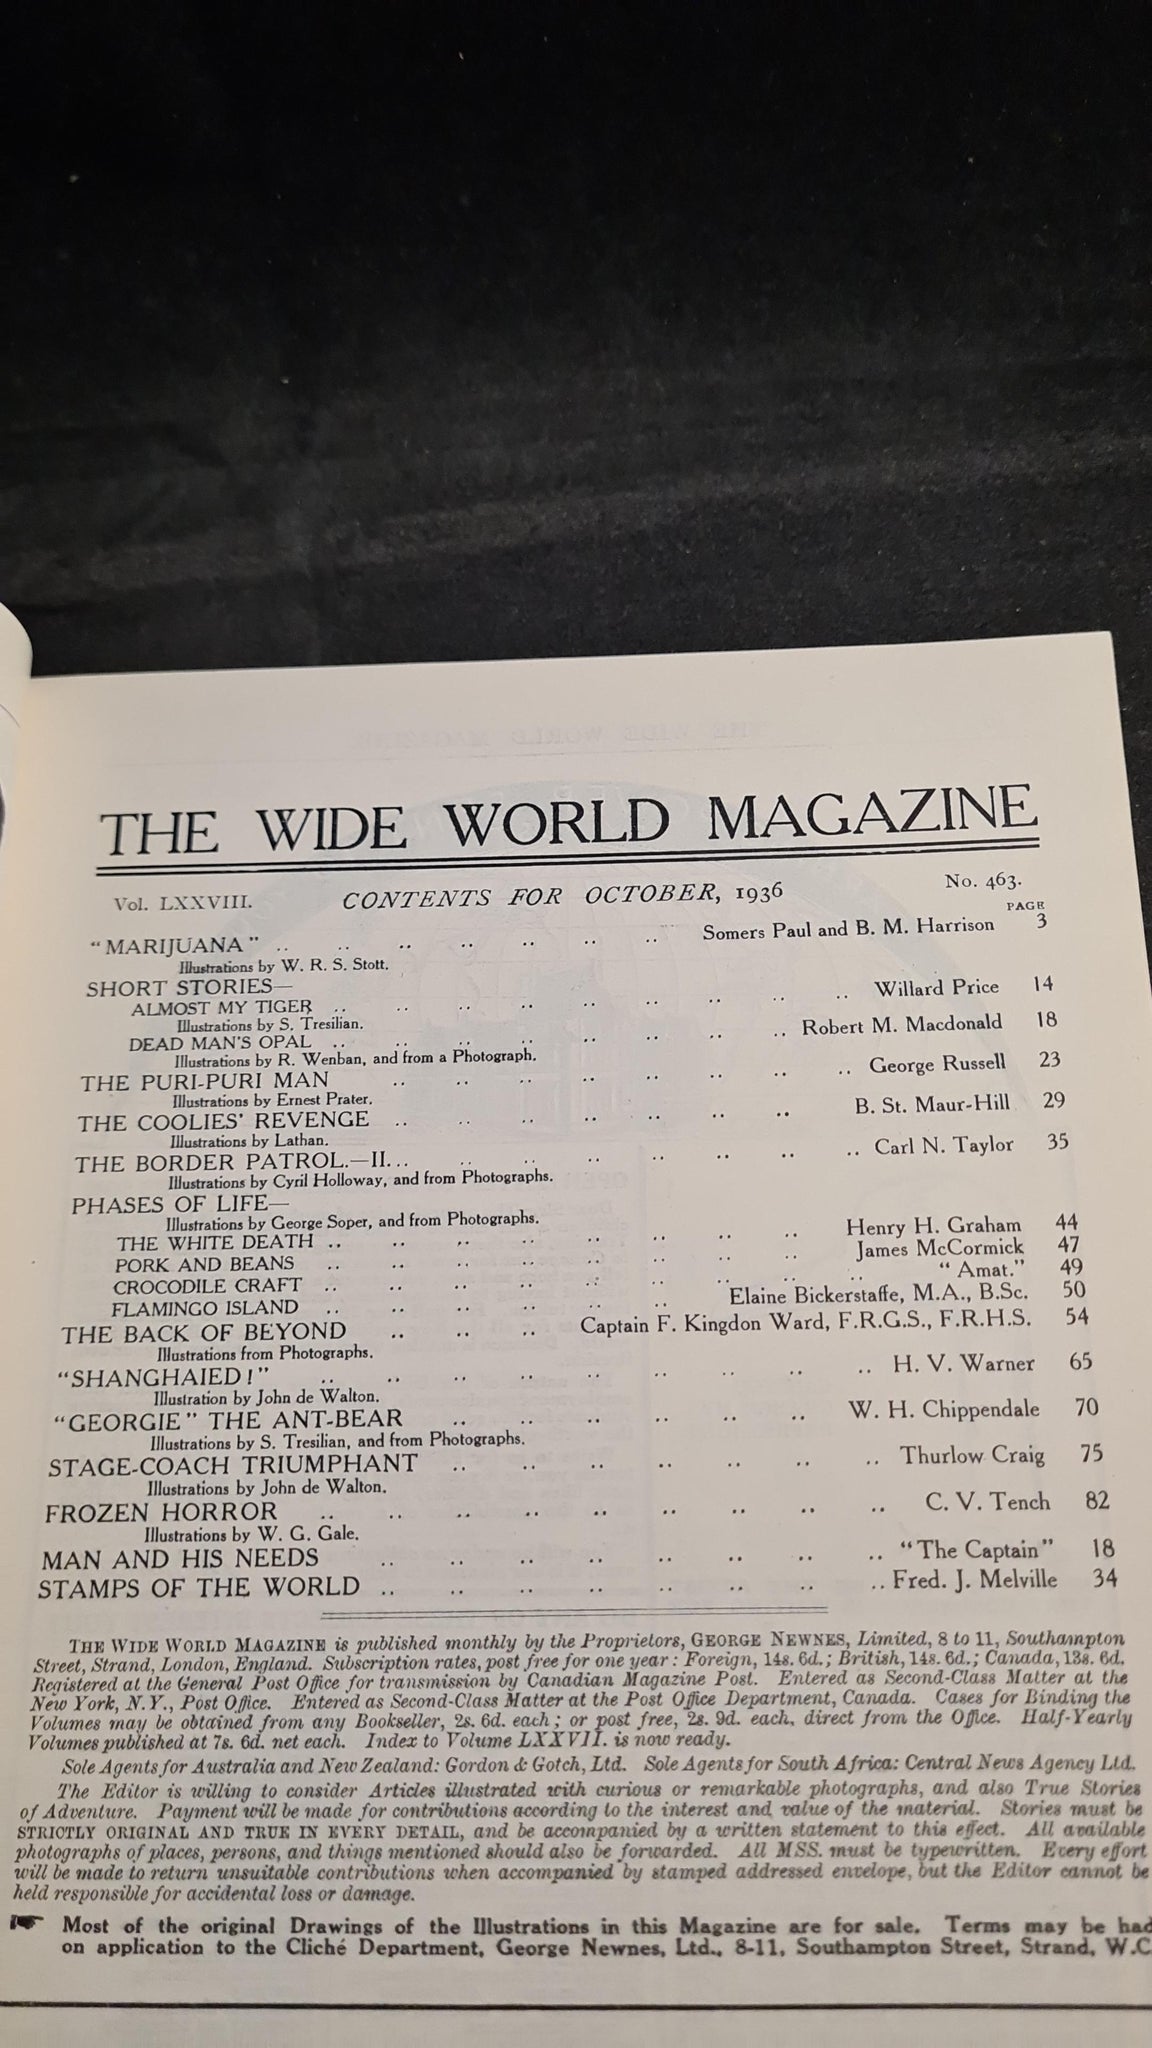 THE WIDE WORLD MAGAZINE
Vol. LXXVIII. CONTENTS FOR OCTOBER, 1936 No. 463.
PAGE
"MARIJUANA" .. .. .. .. .. .. .. Somers Paul and B. M. Harrison 3
Illustrations by W. R. S. Stott.
SHORT STORIES—
ALMOST MY TIGER .. .. .. .. .. .. .. .. Willard Price 14
Illustrations by S. Tresilian.
DEAD MAN'S OPAL .. .. .. .. .. .. .. Robert M. Macdonald 18
Illustrations by R. Wenban, and from a Photograph.
THE PURI-PURI MAN .. .. .. .. .. .. .. .. George Russell 23
Illustrations by Ernest Prater.
THE COOLIES' REVENGE .. .. .. .. .. .. .. B. St. Maur-Hill 29
Illustrations by Lathan.
THE BORDER PATROL.—II... .. .. .. .. .. .. .. Carl N. Taylor 35
Illustrations by Cyril Holloway, and from Photographs.
PHASES OF LIFE—
Illustrations by George Soper, and from Photographs.
THE WHITE DEATH .. .. .. .. .. .. .. .. Henry H. Graham 44
PORK AND BEANS .. .. .. .. .. .. .. .. James McCormick 47
CROCODILE CRAFT .. .. .. .. .. .. .. .. .. "Amat." 49
FLAMINGO ISLAND .. .. .. .. .. .. Elaine Bickerstaffe, M.A., B.Sc. 50
THE BACK OF BEYOND .. .. .. Captain F. Kingdon Ward, F.R.G.S., F.R.H.S. 54
Illustrations from Photographs.
"SHANGHAIED!" .. .. .. .. .. .. .. .. .. H. V. Warner 65
Illustration by John de Walton.
"GEORGIE" THE ANT-BEAR .. .. .. .. .. .. W. H. Chippendale 70
Illustrations by S. Tresilian, and from Photographs.
STAGE-COACH TRIUMPHANT .. .. .. .. .. .. .. Thurlow Craig 75
Illustrations by John de Walton.
FROZEN HORROR .. .. .. .. .. .. .. .. .. C. V. Tench 82
Illustrations by W. G. Gale.
MAN AND HIS NEEDS .. .. .. .. .. .. .. .. "The Captain" 18
STAMPS OF THE WORLD .. .. .. .. .. .. .. .. Fred. J. Melville 34
THE WIDE WORLD MAGAZINE is published monthly by the Proprietors, GEORGE NEWNES, Limited, 8 to 11, Southampton
Street, Strand, London, England. Subscription rates, post free for one year: Foreign, 14s. 6d.; British, 14s. 6d.; Canada, 13s. 6d.
Registered at the General Post Office for transmission by Canadian Magazine Post. Entered as Second-Class Matter at the
New York, N.Y., Post Office. Entered as Second-Class Matter at the Post Office Department, Canada. Cases for Binding the
Volumes may be obtained from any Bookseller, 2s. 6d. each; or post free, 2s. 9d. each, direct from the Office. Half-Yearly
Volumes published at 7s. 6d. net each. Index to Volume LXXVII. is now ready.
Sole Agents for Australia and New Zealand: Gordon & Gotch, Ltd. Sole Agents for South Africa: Central News Agency Ltd.
The Editor is willing to consider Articles illustrated with curious or remarkable photographs, and also True Stories
of Adventure. Payment will be made for contributions according to the interest and value of the material. Stories must be
STRICTLY ORIGINAL AND TRUE IN EVERY DETAIL, and be accompanied by a written statement to this effect. All available
photographs of places, persons, and things mentioned should also be forwarded. All MSS. must be typewritten. Every effort
will be made to return unsuitable contributions when accompanied by stamped addressed envelope, but the Editor cannot be
held responsible for accidental loss or damage.
☛ Most of the original Drawings of the Illustrations in this Magazine are for sale. Terms may be had
on application to the Cliché Department, George Newnes, Ltd., 8-11, Southampton Street, Strand, W.C